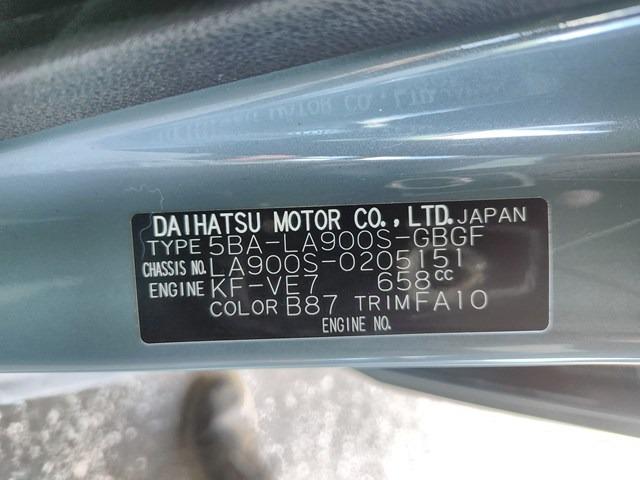 DAIHATSU MOTOR CO., LTD. JAPAN
TYPE 5BA-LA900S-GBGF
CHASSIS NO. LA900S-0205151
ENGINE KF-VE7 658CC
COLOR B87 TRIM FA10
ENGINE NO.